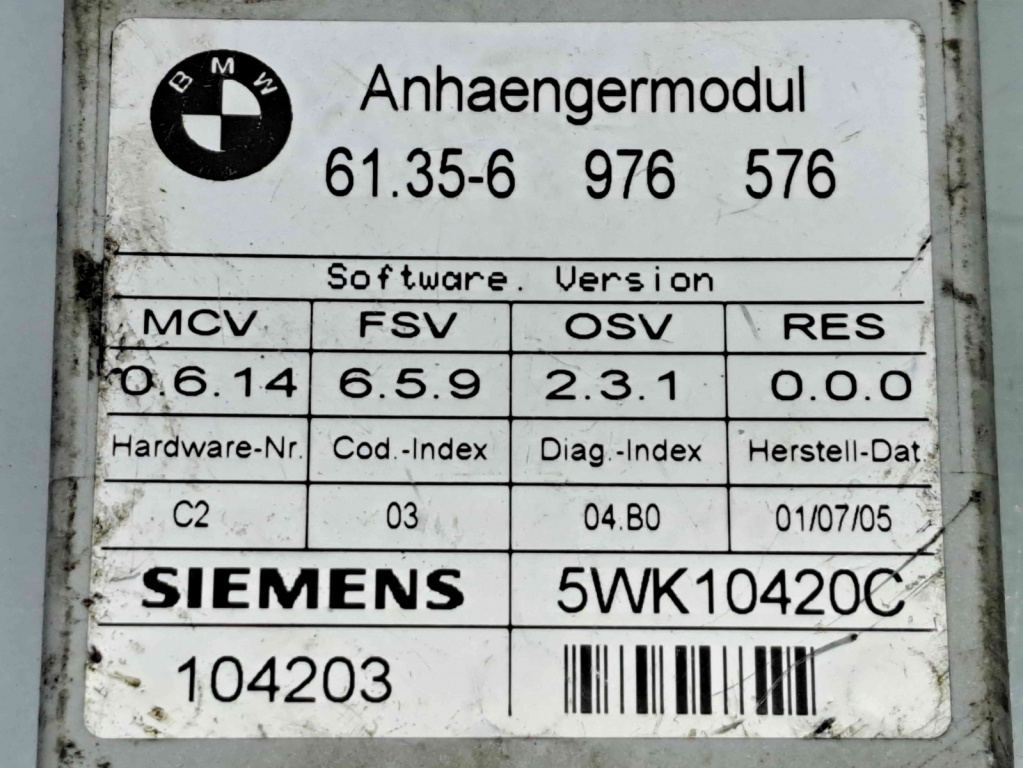 BMW
Anhaengermodul
61.35-6 976 576
Software. Version
MCV FSV OSV RES
0.6.14 6.5.9 2.3.1 0.0.0
Hardware-Nr. Cod.-Index Diag.-Index Herstell-Dat
C2 03 04.B0 01/07/05
SIEMENS 5WK10420C
104203